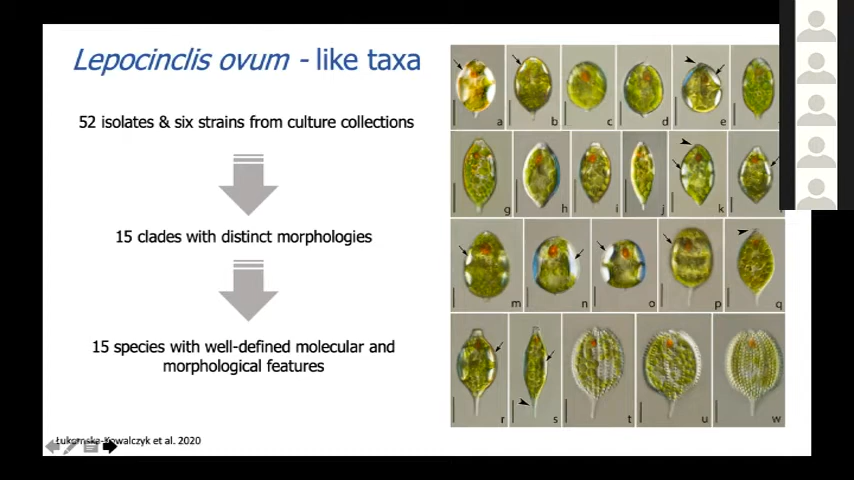 Lepocinclis ovum - like taxa
52 isolates & six strains from culture collections
15 clades with distinct morphologies
15 species with well-defined molecular and
morphological features
Łukomska-Kowalczyk et al. 2020
a b c d e
g h i j k
m n o p q
r s t u w